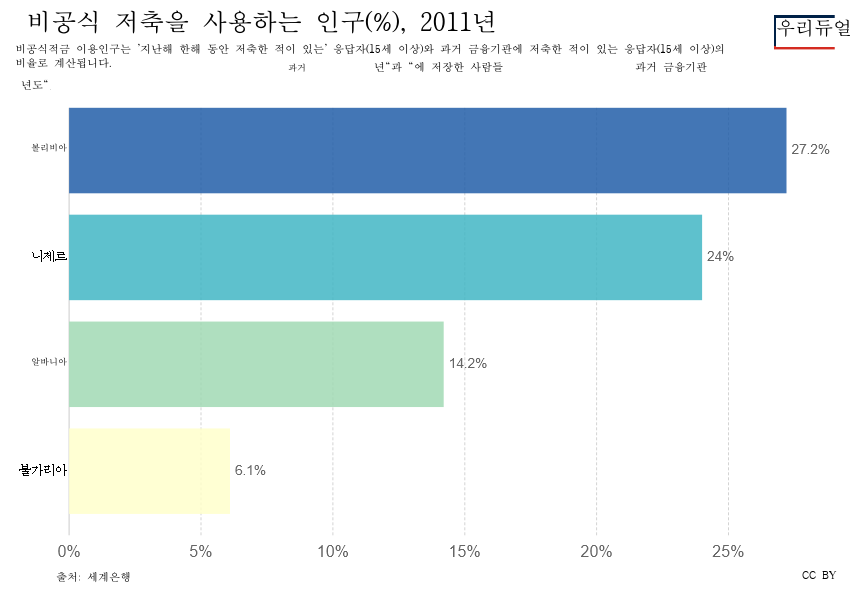 비공식 저축을 사용하는 인구(%), 2011년
우리듀얼
비공식적금 이용인구는 '지난해 한해 동안 저축한 적이 있는' 응답자(15세 이상)와 과거 금융기관에 저축한 적이 있는 응답자(15세 이상)의
비율로 계산됩니다.
과거 년“과 “에 저장한 사람들 과거 금융기관
년도“
볼리비아 27.2%
니제르 24%
알바니아 14.2%
불가리아 6.1%
0% 5% 10% 15% 20% 25%
출처: 세계은행
CC BY